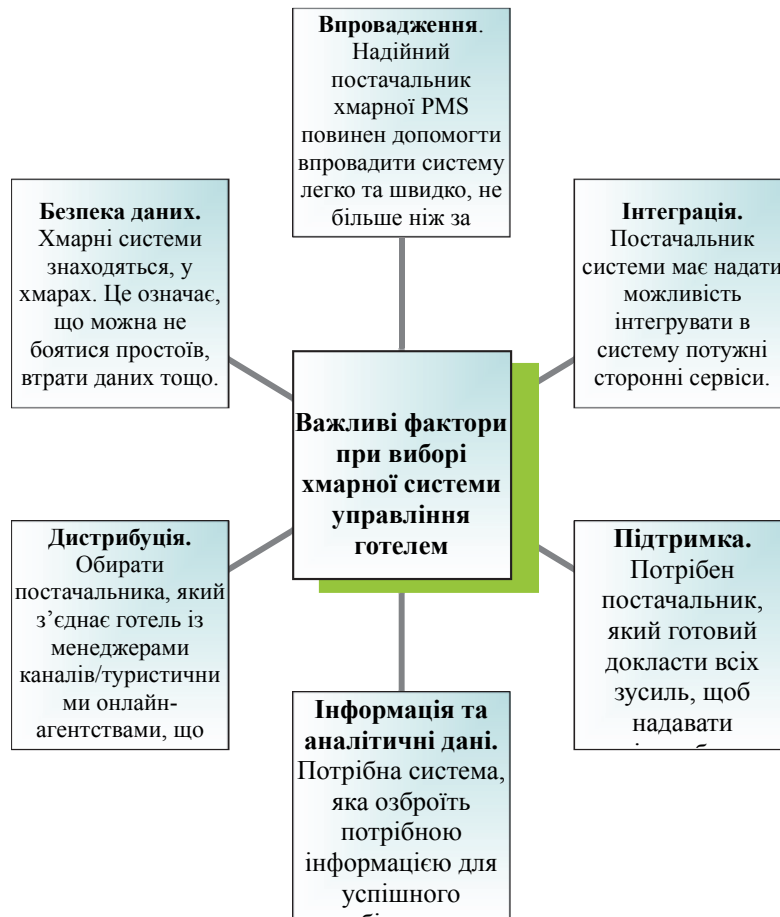 Впровадження.
Надійний
постачальник
хмарної PMS
повинен допомогти
впровадити систему
легко та швидко, не
більше ніж за
Безпека даних.
Хмарні системи
знаходяться, у
хмарах. Це означає,
що можна не
боятися простоїв,
втрати даних тощо.
Інтеграція.
Постачальник
системи має надати
можливість
інтегрувати в
систему потужні
сторонні сервіси.
Важливі фактори
при виборі
хмарної системи
управління
готелем
Дистрибуція.
Обирати
постачальника, який
з’єднає готель із
менеджерами
каналів/туристични
ми онлайн-
агентствами, що
Підтримка.
Потрібен
постачальник,
який готовий
докласти всіх
зусиль, щоб
надавати
Інформація та
аналітичні дані.
Потрібна система,
яка озброїть
потрібною
інформацією для
успішного